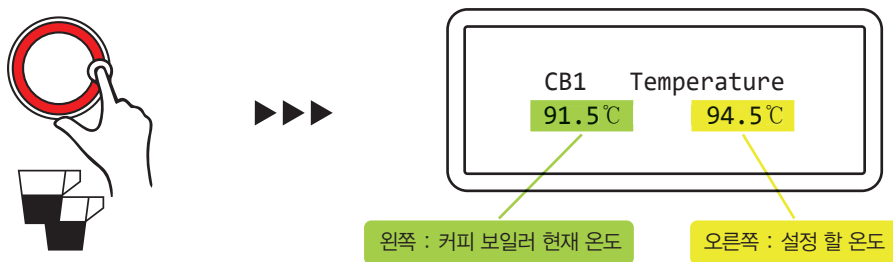 CB1 Temperature
91.5℃ 94.5℃
왼쪽 : 커피 보일러 현재 온도 오른쪽 : 설정 할 온도